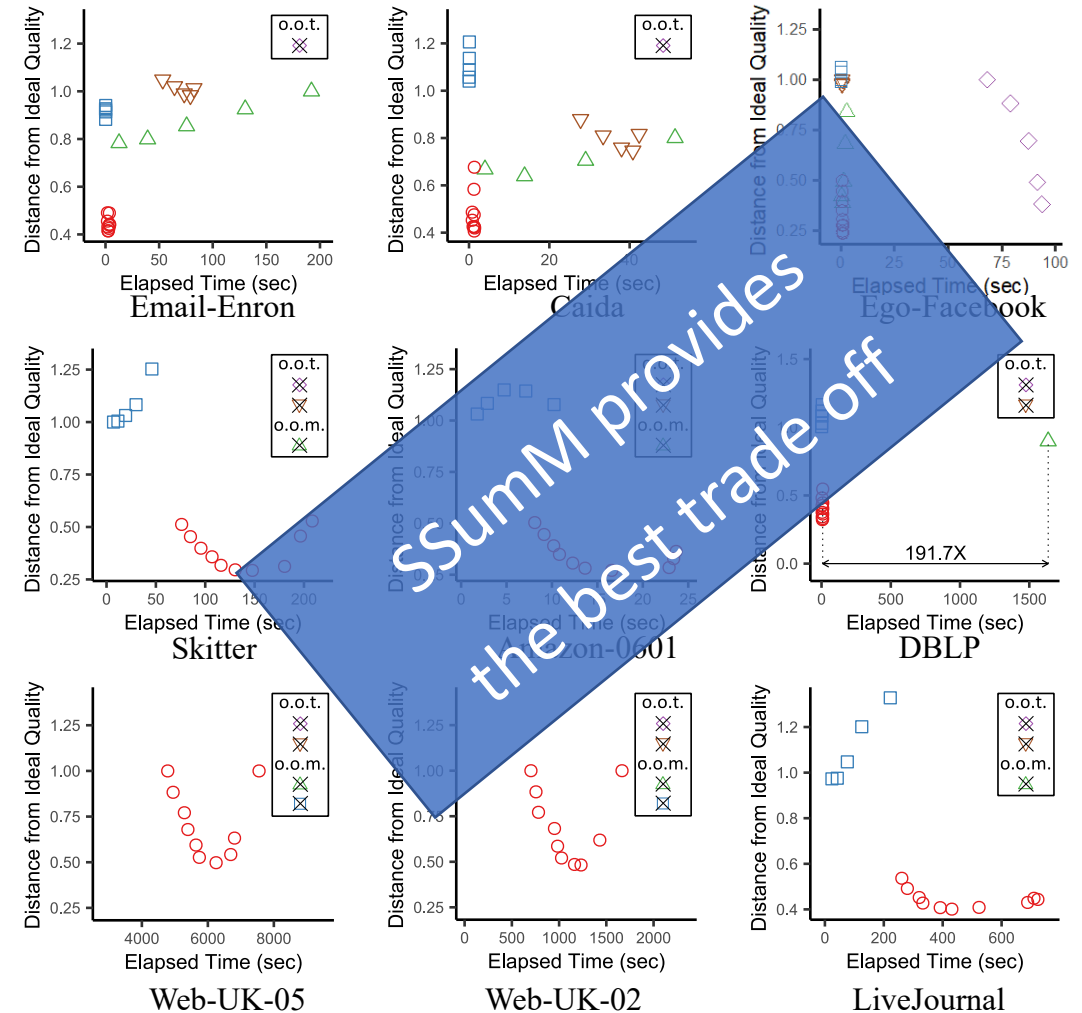 Distance from Ideal Quality
1.2
1.0
0.8
0.6
0.4
o.o.t.
0 50 100 150 200
Elapsed Time (sec)
Email-Enron
Distance from Ideal Quality
1.2
1.0
0.8
0.6
0.4
o.o.t.
0 20 40
Elapsed Time (sec)
Caida
Distance from Ideal Quality
1.25
1.00
0.75
0.50
0.25
0 25 50 75 100
Elapsed Time (sec)
Ego-Facebook
Distance from Ideal Quality
1.25
1.00
0.75
0.50
0.25
o.o.t.
o.o.m.
0 50 100 150 200
Elapsed Time (sec)
Skitter
Distance from Ideal Quality
1.25
1.00
0.75
0.50
0.25
o.o.t.
o.o.m.
0 5 10 15 20 25
Elapsed Time (sec)
Amazon-0601
Distance from Ideal Quality
1.5
1.0
0.5
0.0
o.o.t.
191.7X
0 500 1000 1500
Elapsed Time (sec)
DBLP
SSumM provides
the best trade off
Distance from Ideal Quality
1.25
1.00
0.75
0.50
0.25
o.o.t.
o.o.m.
4000 6000 8000
Elapsed Time (sec)
Web-UK-05
Distance from Ideal Quality
1.25
1.00
0.75
0.50
0.25
o.o.t.
o.o.m.
0 500 1000 1500 2000
Elapsed Time (sec)
Web-UK-02
Distance from Ideal Quality
1.2
1.0
0.8
0.6
0.4
o.o.t.
o.o.m.
0 200 400 600
Elapsed Time (sec)
LiveJournal